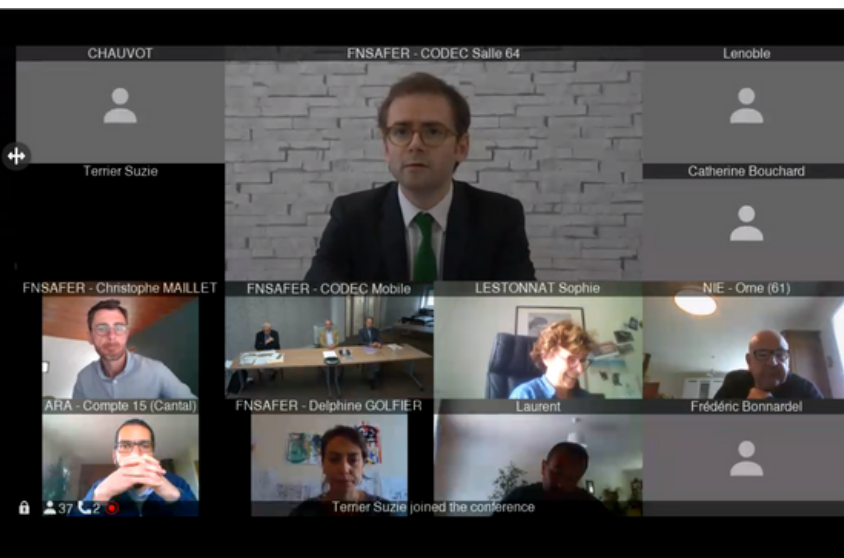 CHAUVOT
FNSAFER - CODEC Salle 64
Lenoble
Terrier Suzie
Catherine Bouchard
FNSAFER - Christophe MAILLET
FNSAFER - CODEC Mobile
LESTONNAT Sophie
NIE - Orne (61)
ARA - Compte 15 (Cantal)
FNSAFER - Delphine GOLFIER
Laurent
Frédéric Bonnardel
37 2
Terrier Suzie joined the conference